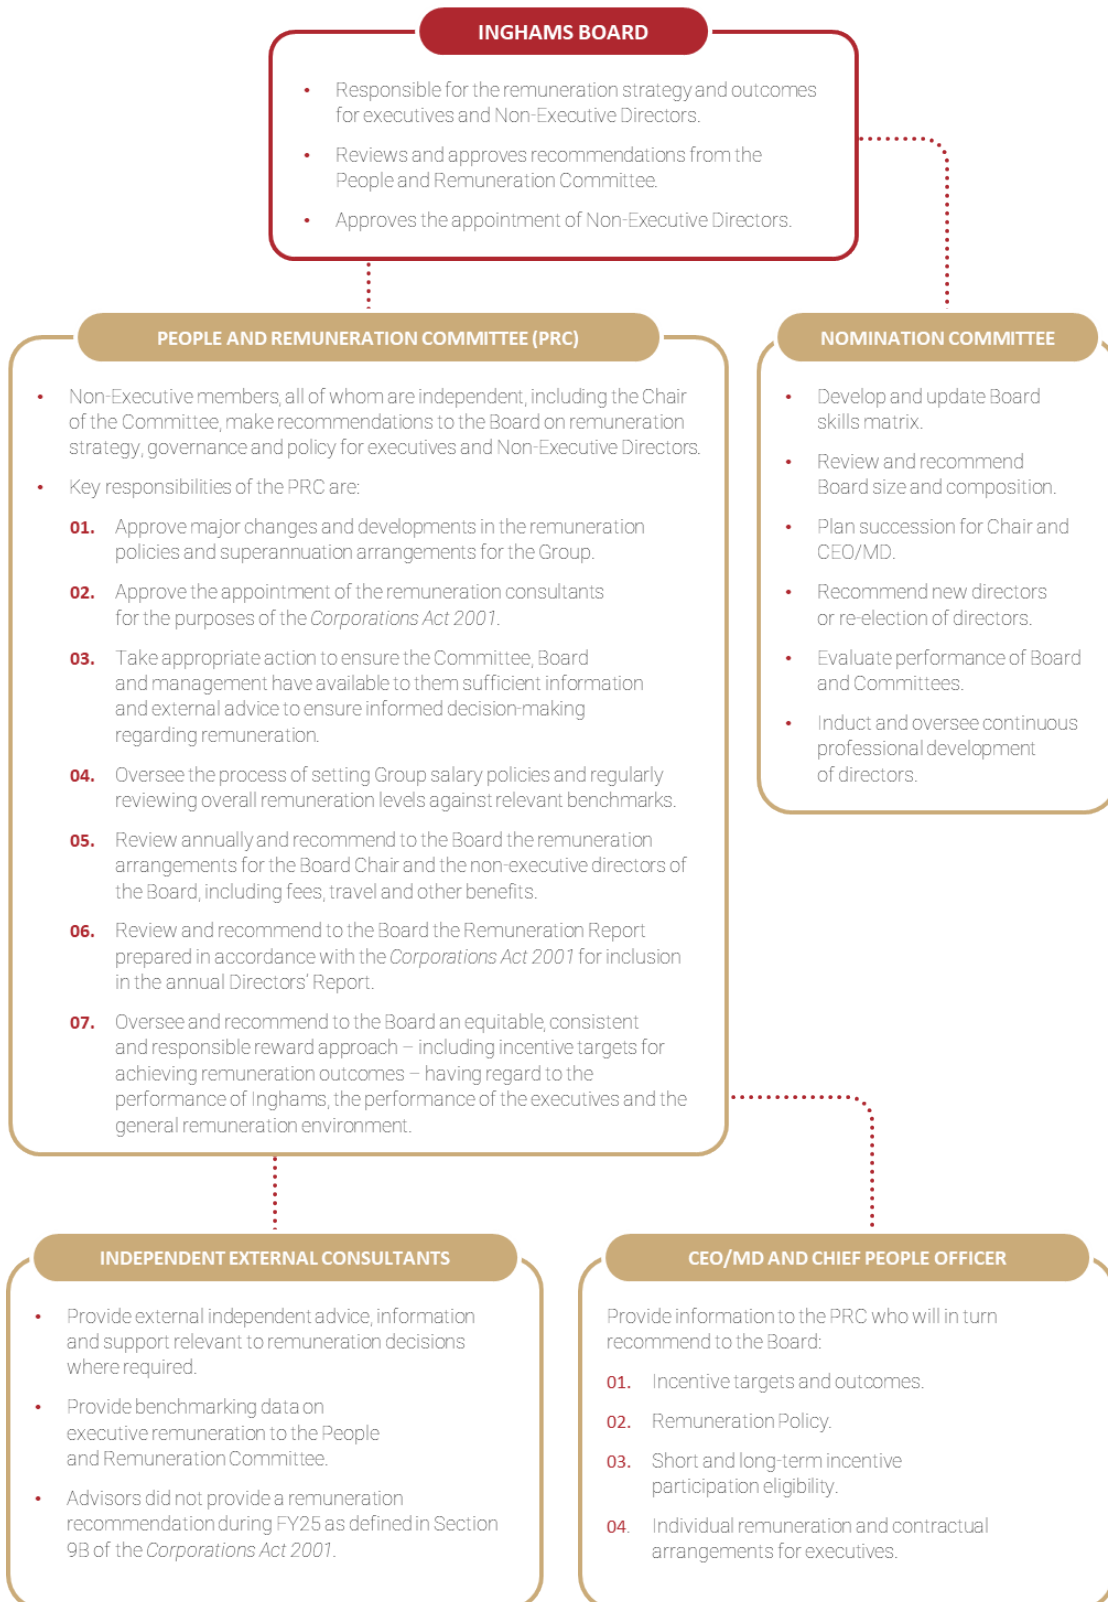 INGHAMS BOARD
• Responsible for the remuneration strategy and outcomes
for executives and Non-Executive Directors.
• Reviews and approves recommendations from the
People and Remuneration Committee.
• Approves the appointment of Non-Executive Directors.
PEOPLE AND REMUNERATION COMMITTEE (PRC)
• Non-Executive members, all of whom are independent, including the Chair
of the Committee, make recommendations to the Board on remuneration
strategy, governance and policy for executives and Non-Executive Directors.
• Key responsibilities of the PRC are:
01. Approve major changes and developments in the remuneration
policies and superannuation arrangements for the Group.
02. Approve the appointment of the remuneration consultants
for the purposes of the Corporations Act 2001.
03. Take appropriate action to ensure the Committee, Board
and management have available to them sufficient information
and external advice to ensure informed decision-making
regarding remuneration.
04. Oversee the process of setting Group salary policies and regularly
reviewing overall remuneration levels against relevant benchmarks.
05. Review annually and recommend to the Board the remuneration
arrangements for the Board Chair and the non-executive directors of
the Board, including fees, travel and other benefits.
06. Review and recommend to the Board the Remuneration Report
prepared in accordance with the Corporations Act 2001 for inclusion
in the annual Directors' Report.
07. Oversee and recommend to the Board an equitable, consistent
and responsible reward approach – including incentive targets for
achieving remuneration outcomes – having regard to the
performance of Inghams, the performance of the executives and the
general remuneration environment.
NOMINATION COMMITTEE
• Develop and update Board
skills matrix.
• Review and recommend
Board size and composition.
• Plan succession for Chair and
CEO/MD.
• Recommend new directors
or re-election of directors.
• Evaluate performance of Board
and Committees.
• Induct and oversee continuous
professional development
of directors.
INDEPENDENT EXTERNAL CONSULTANTS
• Provide external independent advice, information
and support relevant to remuneration decisions
where required.
• Provide benchmarking data on
executive remuneration to the People
and Remuneration Committee.
• Advisors did not provide a remuneration
recommendation during FY25 as defined in Section
9B of the Corporations Act 2001.
CEO/MD AND CHIEF PEOPLE OFFICER
Provide information to the PRC who will in turn
recommend to the Board:
01. Incentive targets and outcomes.
02. Remuneration Policy.
03. Short and long-term incentive
participation eligibility.
04. Individual remuneration and contractual
arrangements for executives.